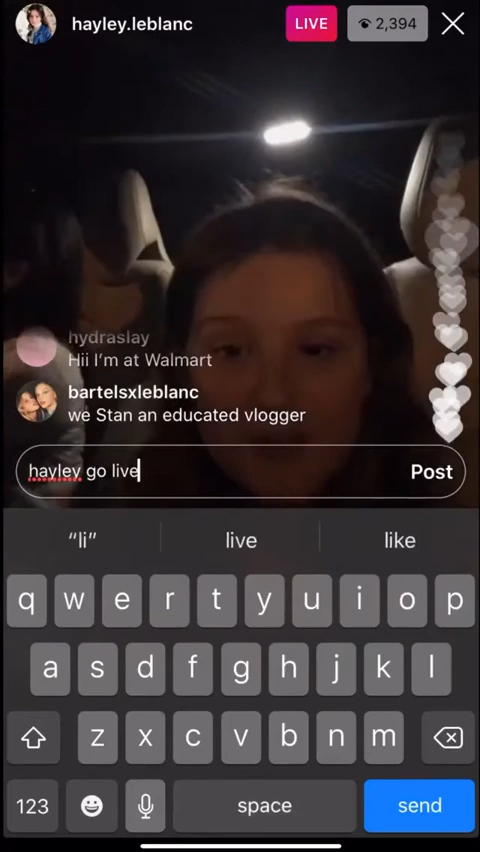 hayley.leblanc
LIVE
2,394
hydraslay
Hii I'm at Walmart
bartelsxleblanc
we Stan an educated vlogger
hayley go live
Post
“li”
live
like
q w e r t y u i o p
a s d f g h j k l
z x c v b n m
123
space
send